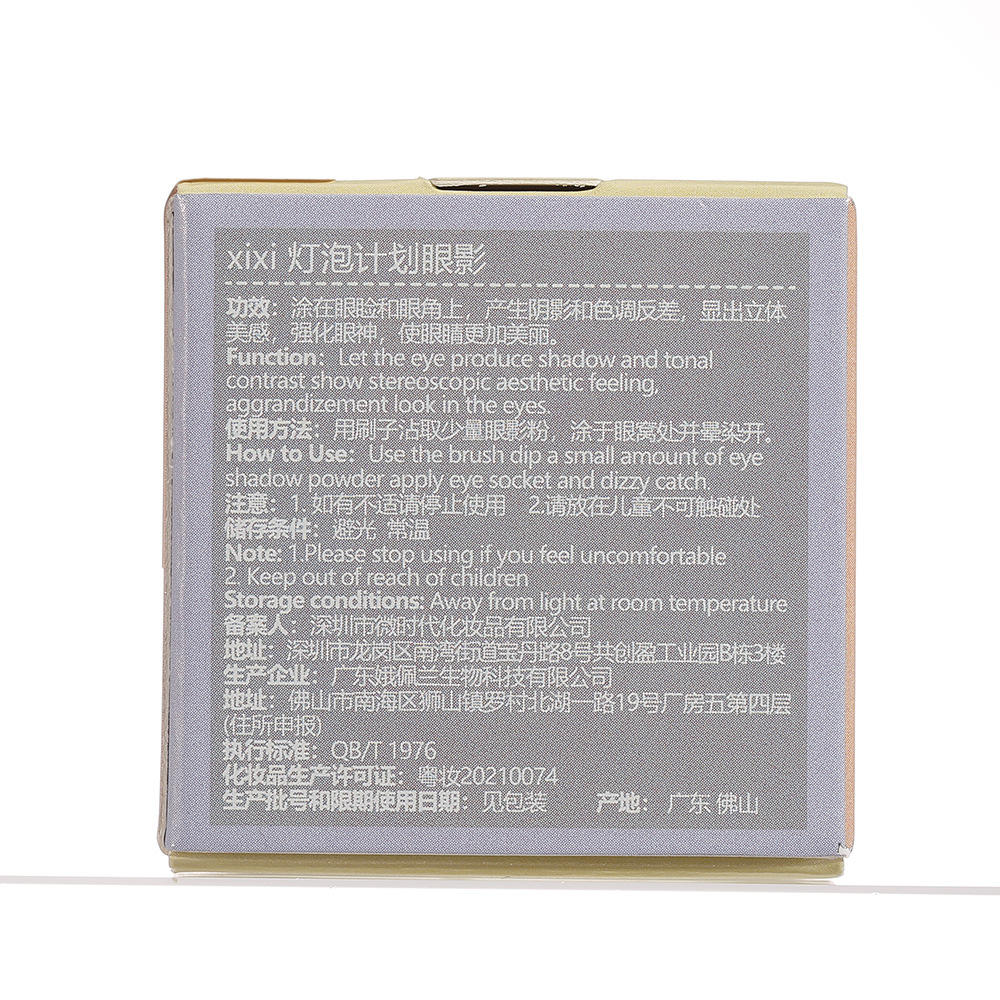 xixi 灯泡计划眼影
功效：涂在眼睑和眼角上，产生阴影和色调反差，显出立体
美感，强化眼神，使眼睛更加美丽。
Function: Let the eye produce shadow and tonal
contrast show stereoscopic aesthetic feeling,
aggrandizement look in the eyes.
使用方法：用刷子沾取少量眼影粉，涂于眼窝处并晕染开。
How to Use: Use the brush dip a small amount of eye
shadow powder apply eye socket and dizzy catch.
注意：1.如有不适请停止使用 2.请放在儿童不可触碰处
储存条件：避光 常温
Note: 1.Please stop using if you feel uncomfortable
2. Keep out of reach of children
Storage conditions: Away from light at room temperature
备案人：深圳市微时代化妆品有限公司
地址：深圳市龙岗区南湾街道宝丹路8号共创盈工业园B栋3楼
生产企业：广东娥佩兰生物科技有限公司
地址：佛山市南海区狮山镇罗村北湖一路19号厂房五第四层
(住所申报)
执行标准：QB/T 1976
化妆品生产许可证：粤妆20210074
生产批号和限期使用日期：见包装 产地：广东 佛山